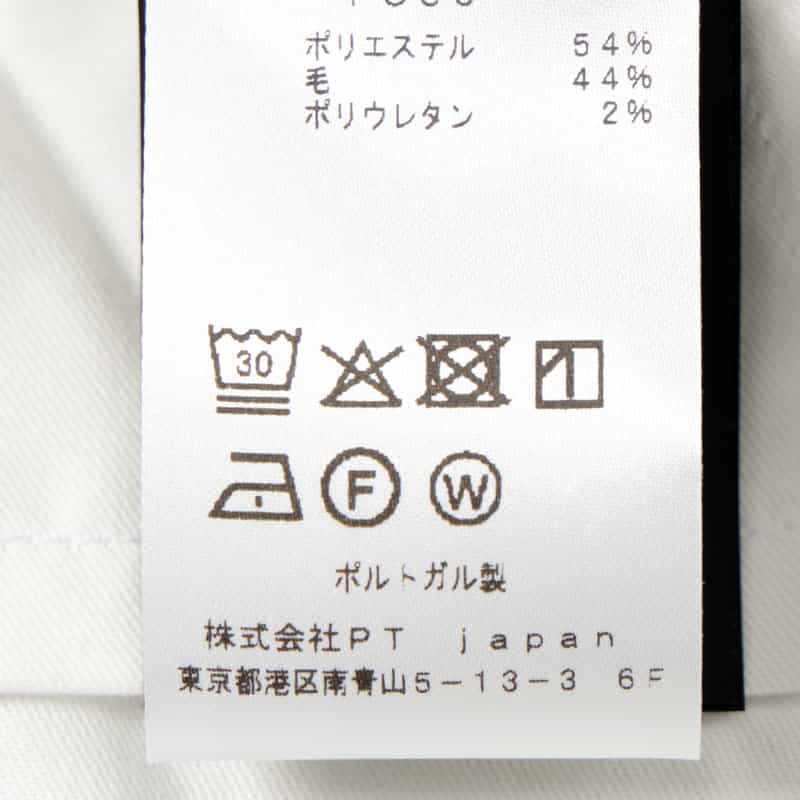 ポリエステル 54%
毛 44%
ポリウレタン 2%
30
F W
ポルトガル製
株式会社PT japan
東京都港区南青山5-13-3 6F